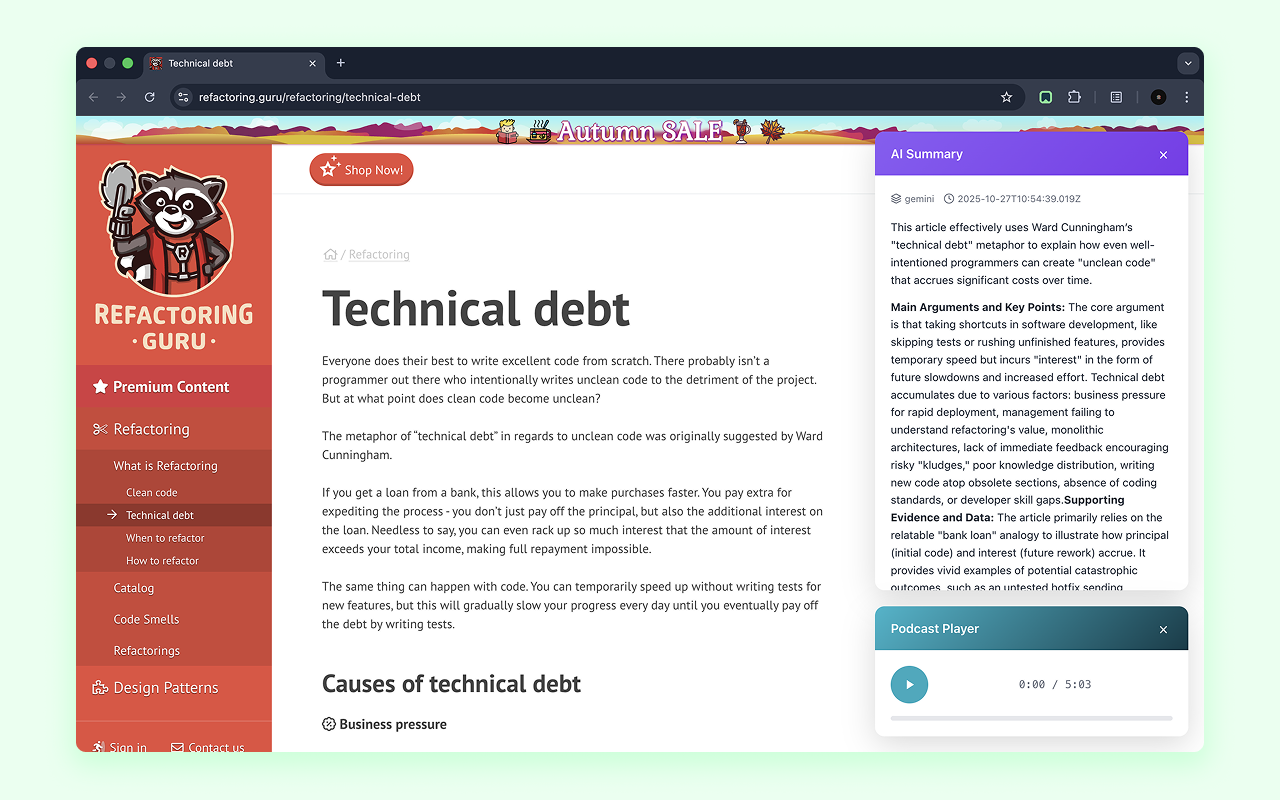 Technical debt
refactoring.guru/refactoring/technical-debt
Autumn SALE
REFACTORING
· GURU ·
Premium Content
Refactoring
What is Refactoring
Clean code
Technical debt
When to refactor
How to refactor
Catalog
Code Smells
Refactorings
Design Patterns
Sign in
Contact us
Shop Now!
/ Refactoring
Technical debt
Everyone does their best to write excellent code from scratch. There probably isn't a
programmer out there who intentionally writes unclean code to the detriment of the project.
But at what point does clean code become unclean?
The metaphor of “technical debt” in regards to unclean code was originally suggested by Ward
Cunningham.
If you get a loan from a bank, this allows you to make purchases faster. You pay extra for
expediting the process - you don't just pay off the principal, but also the additional interest on
the loan. Needless to say, you can even rack up so much interest that the amount of interest
exceeds your total income, making full repayment impossible.
The same thing can happen with code. You can temporarily speed up without writing tests for
new features, but this will gradually slow your progress every day until you eventually pay off
the debt by writing tests.
Causes of technical debt
Business pressure
AI Summary
gemini 2025-10-27T10:54:39.019Z
This article effectively uses Ward Cunningham's
"technical debt" metaphor to explain how even well-
intentioned programmers can create "unclean code"
that accrues significant costs over time.
Main Arguments and Key Points: The core argument
is that taking shortcuts in software development, like
skipping tests or rushing unfinished features, provides
temporary speed but incurs "interest" in the form of
future slowdowns and increased effort. Technical debt
accumulates due to various factors: business pressure
for rapid deployment, management failing to
understand refactoring's value, monolithic
architectures, lack of immediate feedback encouraging
risky "kludges," poor knowledge distribution, writing
new code atop obsolete sections, absence of coding
standards, or developer skill gaps.Supporting
Evidence and Data: The article primarily relies on the
relatable "bank loan" analogy to illustrate how principal
(initial code) and interest (future rework) accrue. It
provides vivid examples of potential catastrophic
outcomes, such as an untested hotfix sending
Podcast Player
0:00 / 5:03